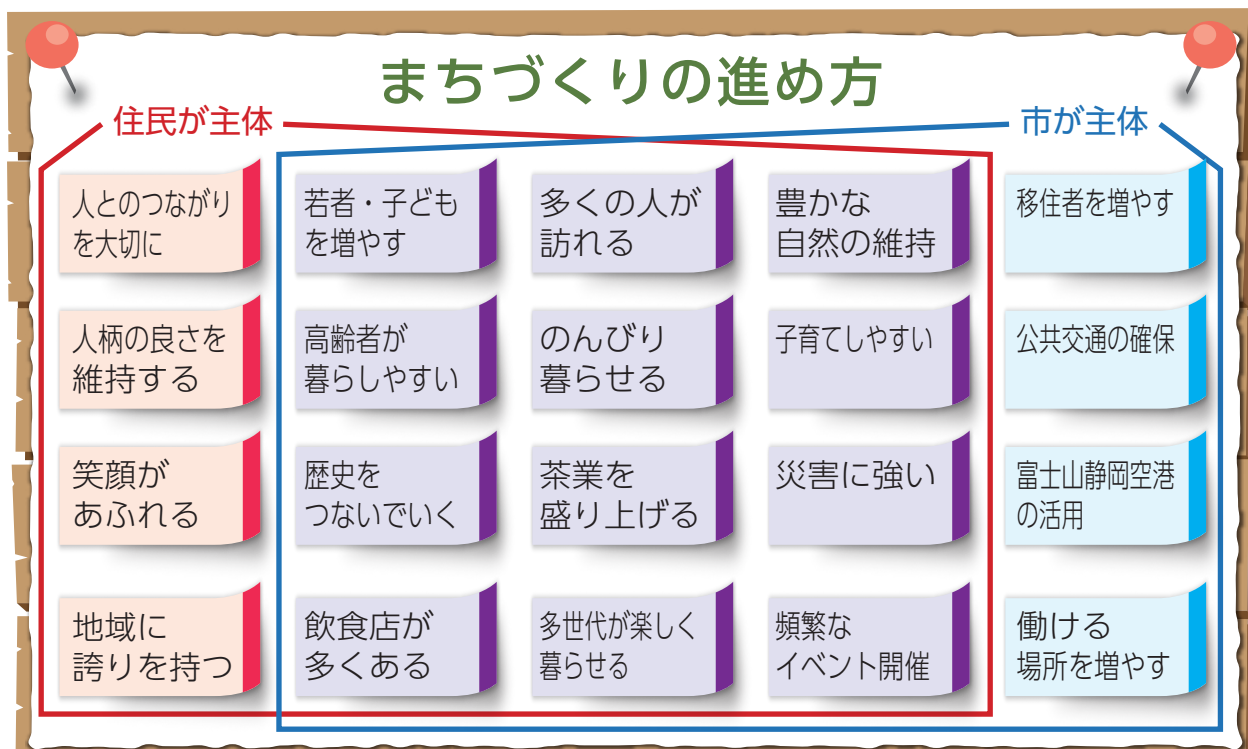 まちづくりの進め方
住民が主体
市が主体
人とのつながり
を大切に
若者・子ども
を増やす
多くの人が
訪れる
豊かな
自然の維持
移住者を増やす
人柄の良さを
維持する
高齢者が
暮らしやすい
のんびり
暮らせる
子育てしやすい
公共交通の確保
笑顔が
あふれる
歴史を
つないでいく
茶業を
盛り上げる
災害に強い
富士山静岡空港
の活用
地域に
誇りを持つ
飲食店が
多くある
多世代が楽しく
暮らせる
頻繁な
イベント開催
働ける
場所を増やす